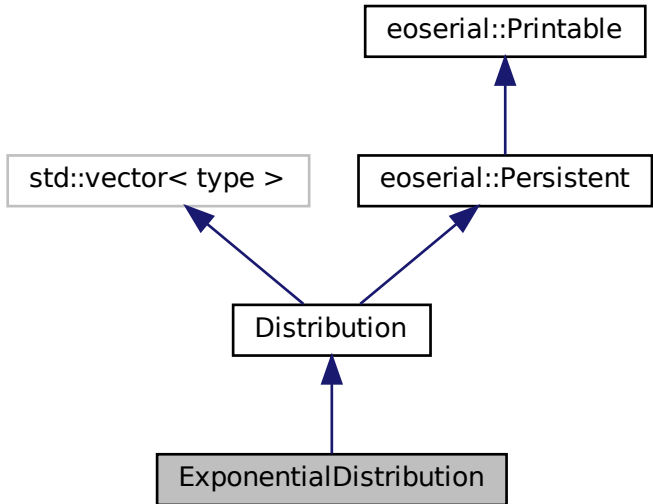 eoserial::Printable
std::vector< type >
eoserial::Persistent
Distribution
ExponentialDistribution